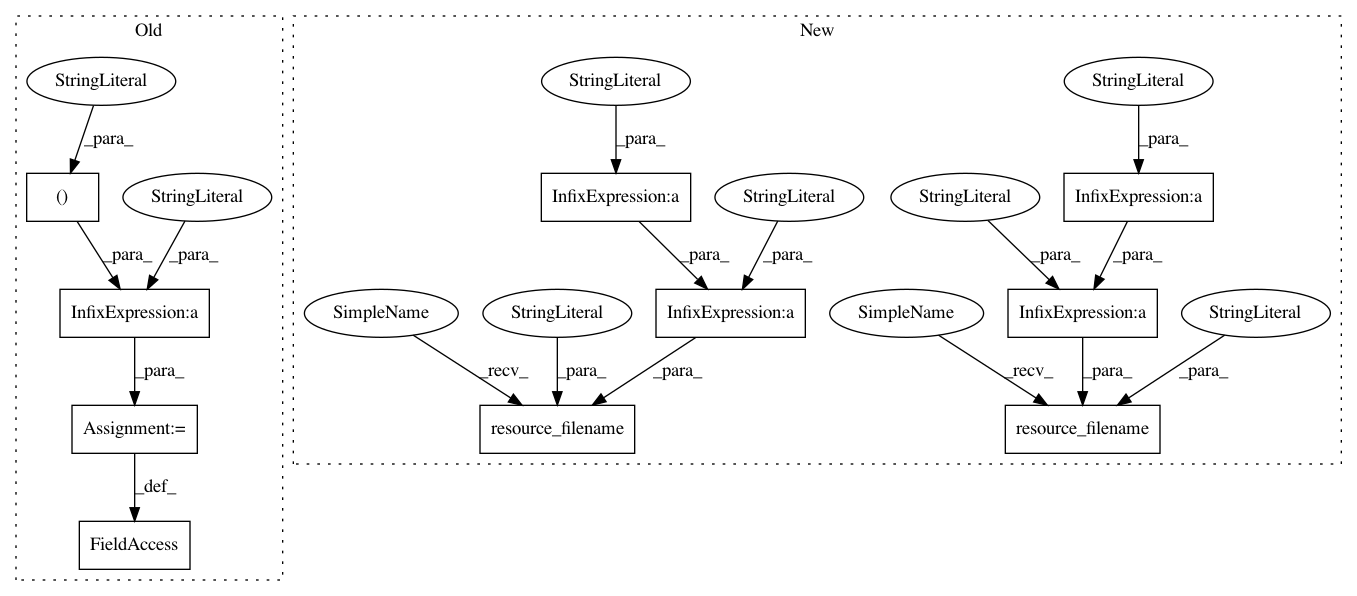 Old
New
StringLiteral
StringLiteral
StringLiteral
_para_
_para_
_para_
()
StringLiteral
InfixExpression:a
StringLiteral
StringLiteral
InfixExpression:a
_para_
_para_
_para_
_para_
_para_
_para_
InfixExpression:a
SimpleName
StringLiteral
InfixExpression:a
SimpleName
InfixExpression:a
StringLiteral
_para_
_recv_
_para_
_para_
_recv_
_para_
_para_
Assignment:=
resource_filename
resource_filename
_def_
FieldAccess